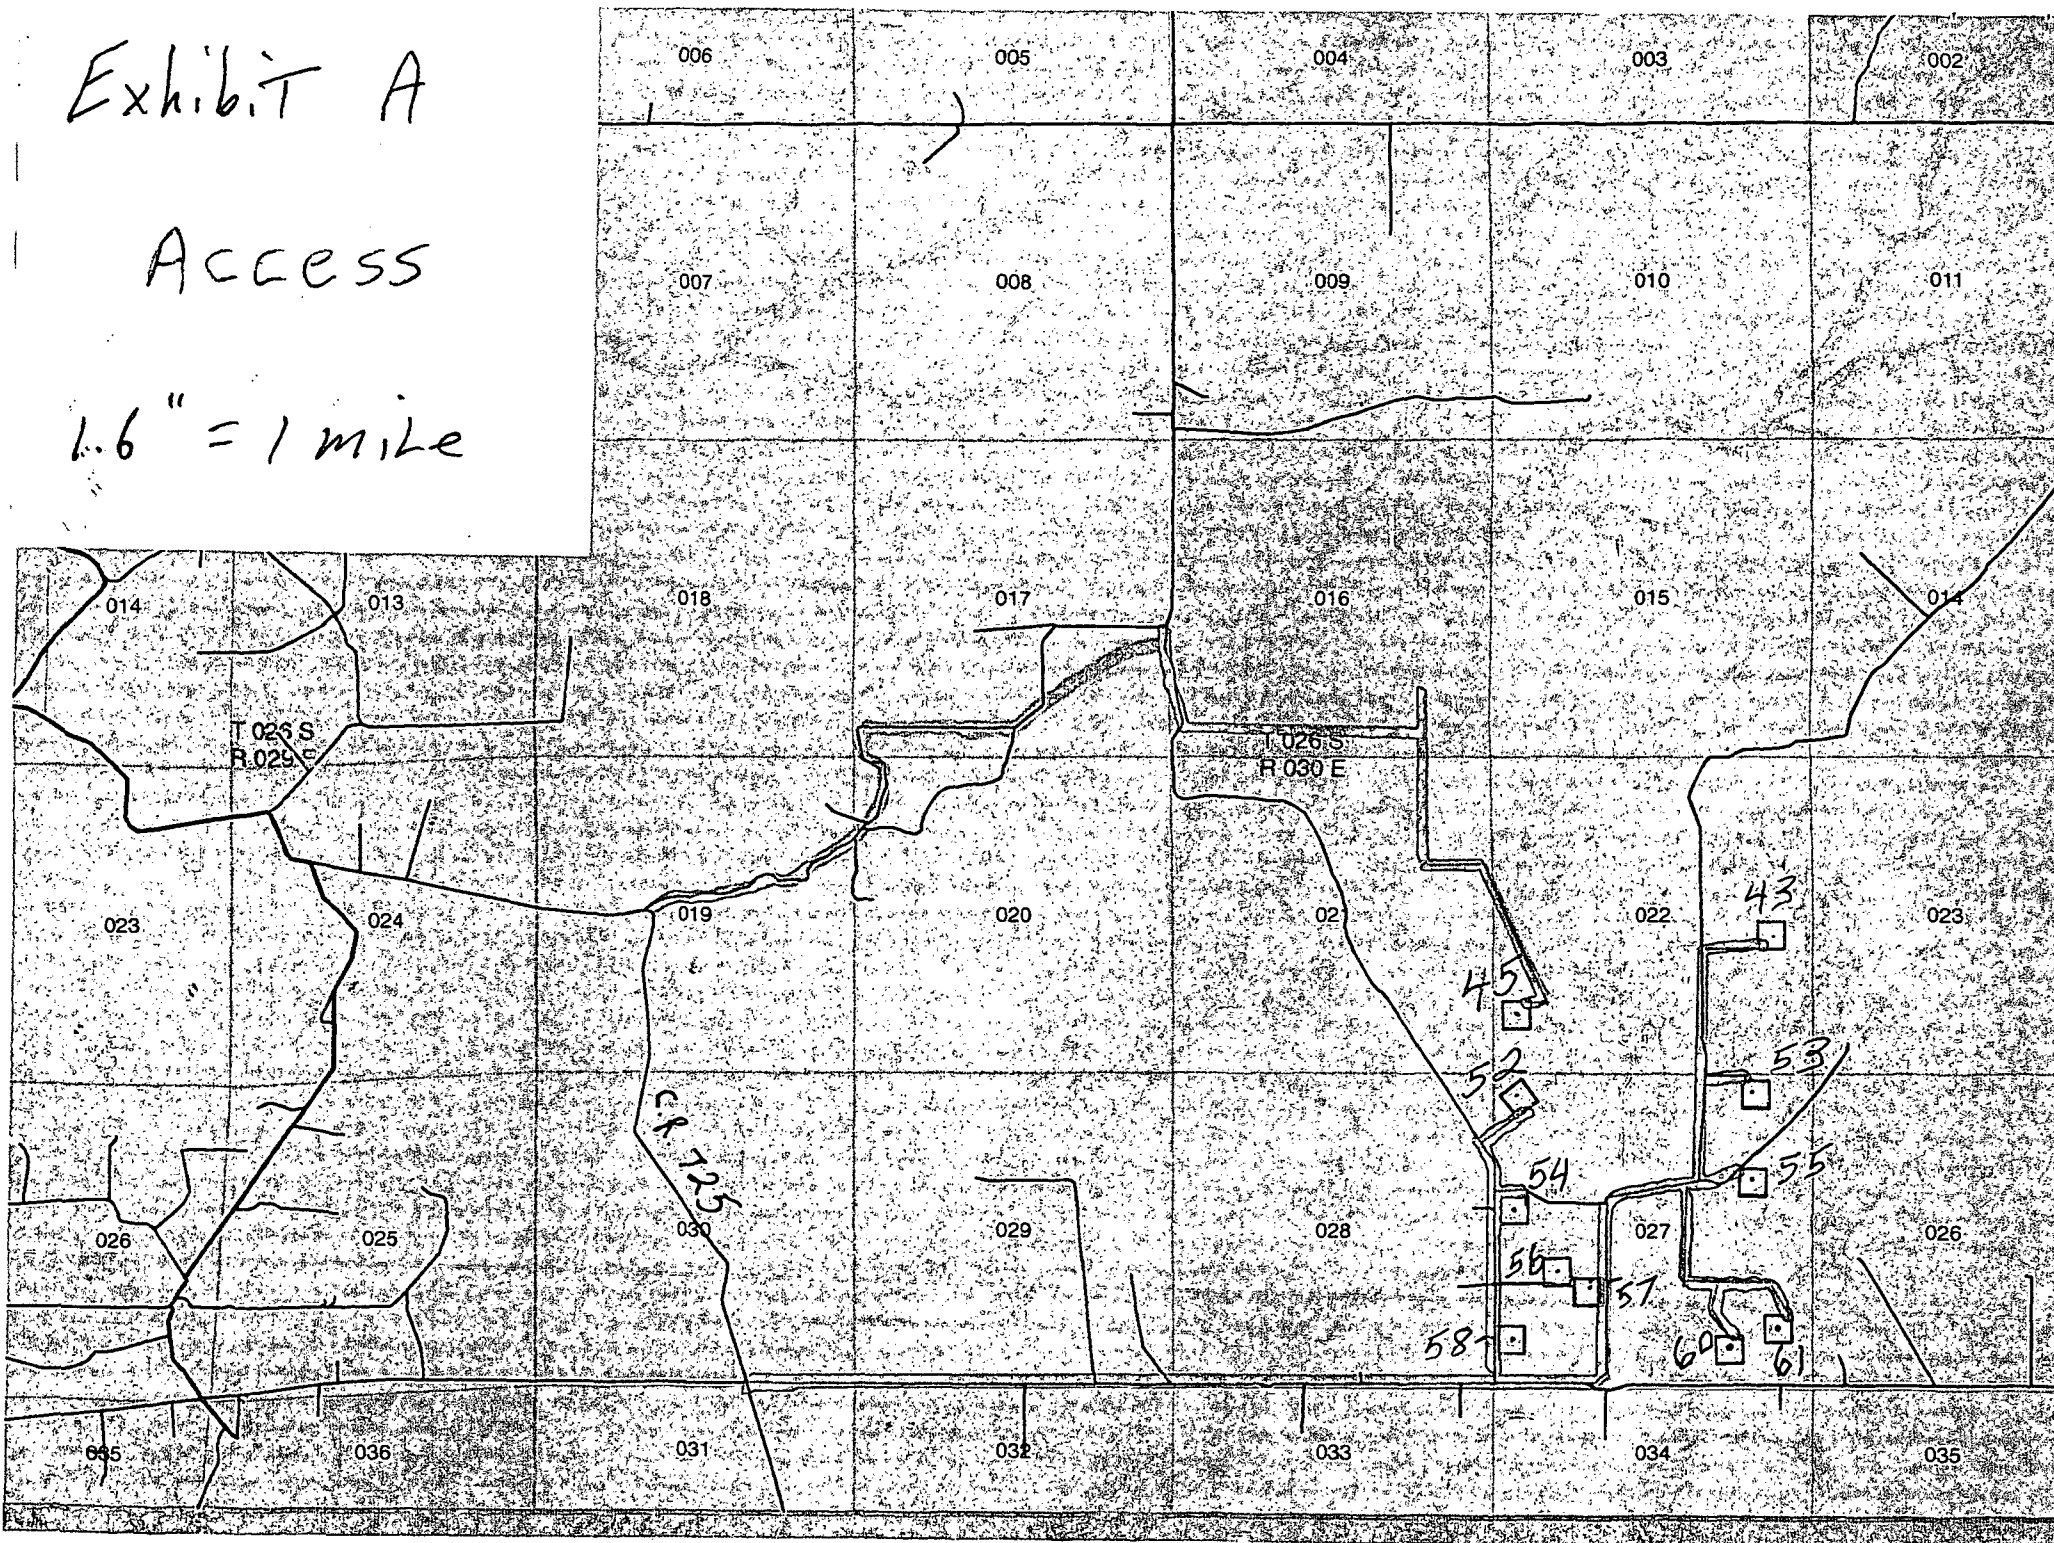 Exhibit A
Access
1.6" = 1 mile
006 005 004 003 002
007 008 009 010 011
014 013 018 017 016 015 014
T 026 S
R 029 E
T 026 S
R 030 E
023 024 019 020 021 022 023
43
45
52
53
C.R. 725
54
55
026 025 030 029 028 027 026
56
57
58
60
61
035 036 031 032 033 034 035